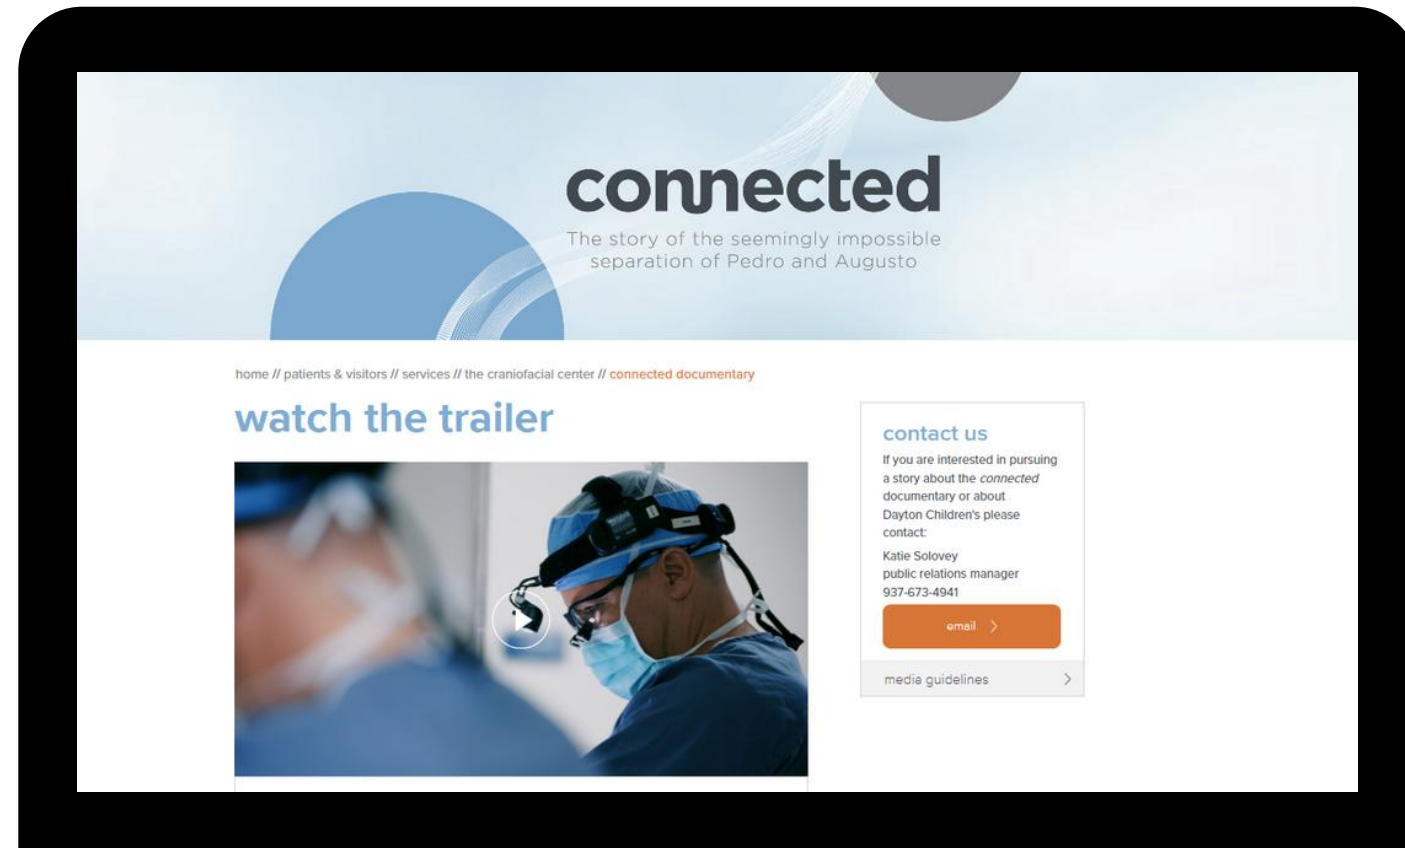 connected
The story of the seemingly impossible
separation of Pedro and Augusto
home // patients & visitors // services // the craniofacial center // connected documentary
watch the trailer
contact us
If you are interested in pursuing
a story about the connected
documentary or about
Dayton Children's please
contact:
Katie Solovey
public relations manager
937-673-4941
email
media guidelines